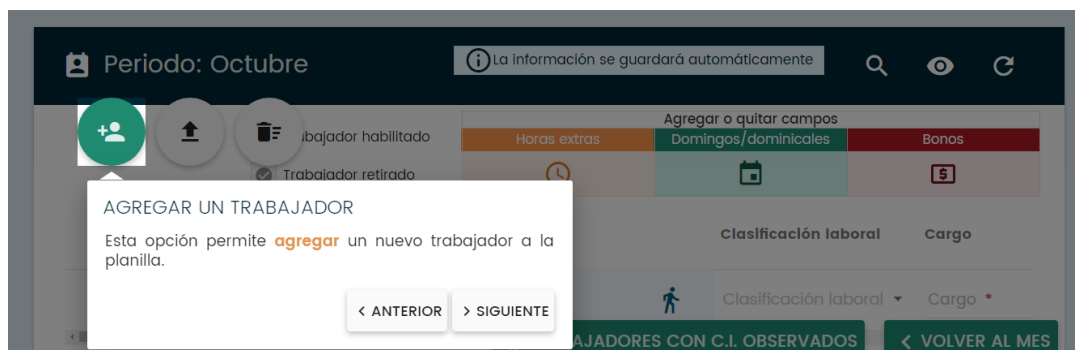 Periodo: Octubre
La información se guardará automáticamente
Agregar o quitar campos
bajador habilitado
Horas extras
Domingos/dominicales
Bonos
Trabajador retirado
AGREGAR UN TRABAJADOR
Esta opción permite agregar un nuevo trabajador a la
planilla.
< ANTERIOR
> SIGUIENTE
Clasificación laboral
Cargo
Clasificación laboral
Cargo *
AJADORES CON C.I. OBSERVADOS
< VOLVER AL MES